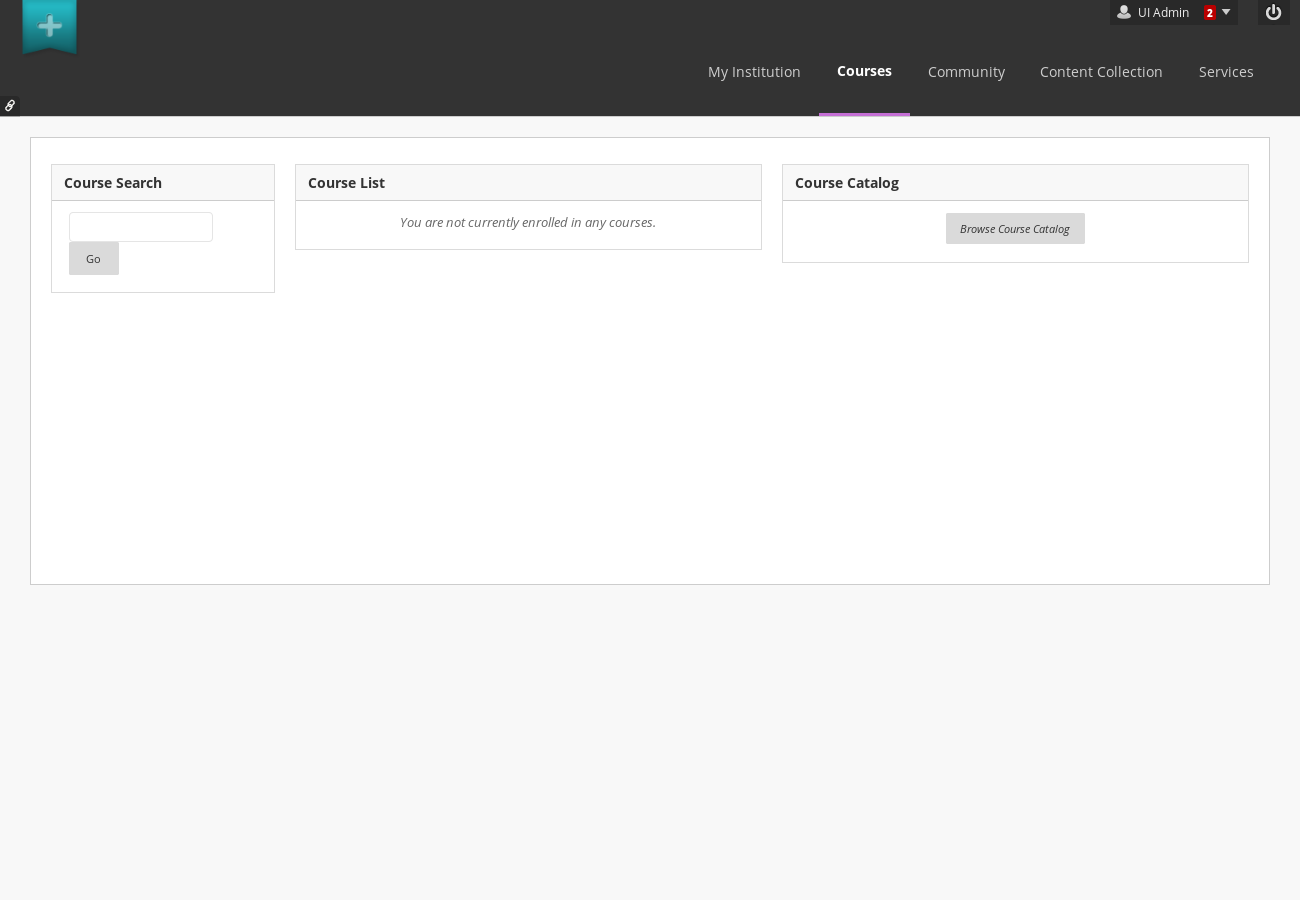 UI Admin 2
My Institution Courses Community Content Collection Services
Course Search
Go
Course List
You are not currently enrolled in any courses.
Course Catalog
Browse Course Catalog